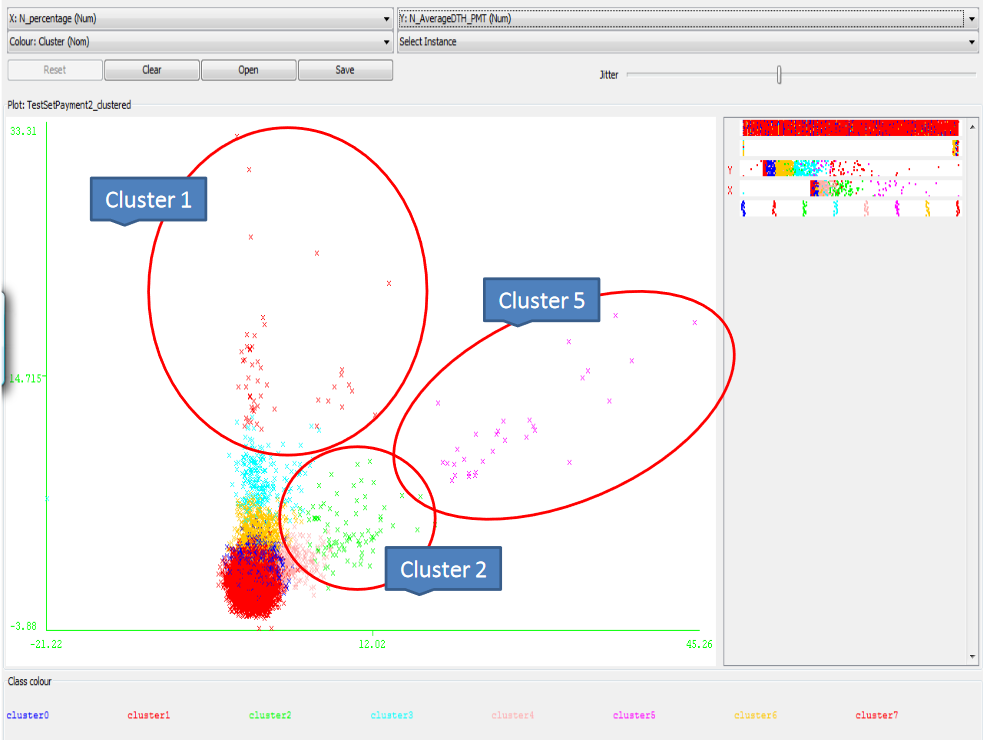 X: N_percentage (Num)
Y: N_AverageDTH_PMT (Num)
Colour: Cluster (Nom)
Select Instance
Reset
Clear
Open
Save
Jitter
Plot: TestSetPayment2_clustered
33.31
Cluster 1
Y
X
Cluster 5
14.715
Cluster 2
-3.88
-21.22
12.02
45.26
Class colour
cluster0 cluster1 cluster2 cluster3 cluster4 cluster5 cluster6 cluster7